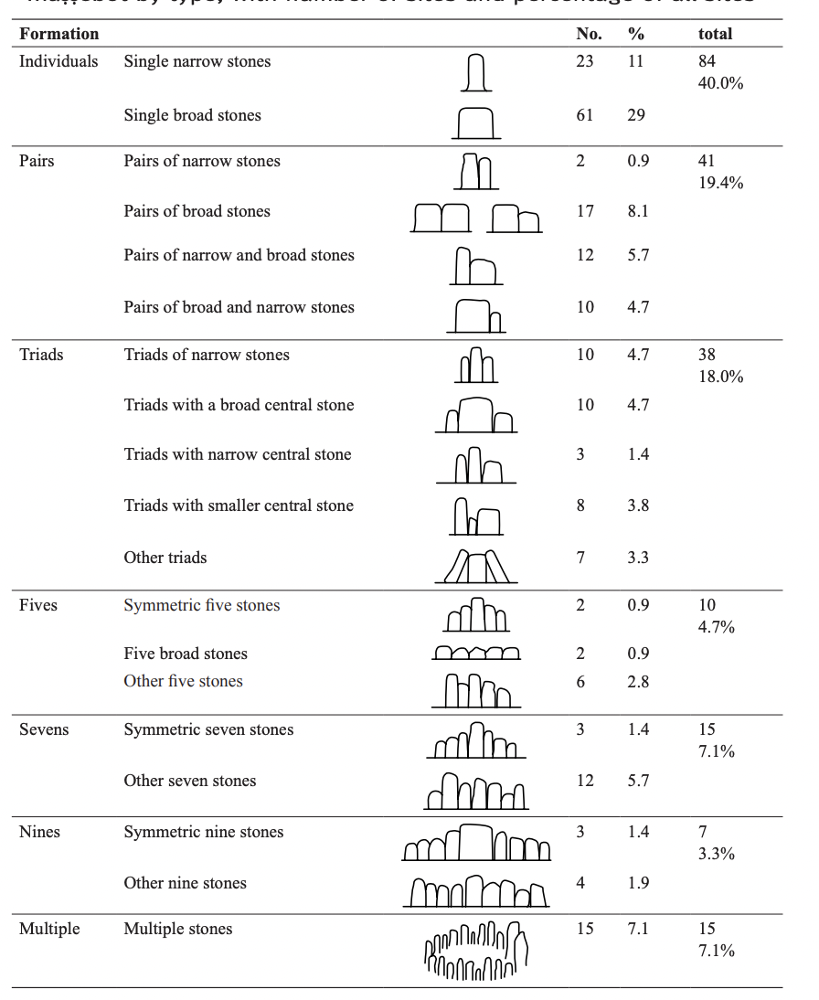 maṣṣebot by type, with number of sites and percentage of all sites
Formation No. % total
Individuals Single narrow stones 23 11 84
40.0%
Single broad stones 61 29
Pairs Pairs of narrow stones 2 0.9 41
19.4%
Pairs of broad stones 17 8.1
Pairs of narrow and broad stones 12 5.7
Pairs of broad and narrow stones 10 4.7
Triads Triads of narrow stones 10 4.7 38
18.0%
Triads with a broad central stone 10 4.7
Triads with narrow central stone 3 1.4
Triads with smaller central stone 8 3.8
Other triads 7 3.3
Fives Symmetric five stones 2 0.9 10
4.7%
Five broad stones 2 0.9
Other five stones 6 2.8
Sevens Symmetric seven stones 3 1.4 15
7.1%
Other seven stones 12 5.7
Nines Symmetric nine stones 3 1.4 7
3.3%
Other nine stones 4 1.9
Multiple Multiple stones 15 7.1 15
7.1%